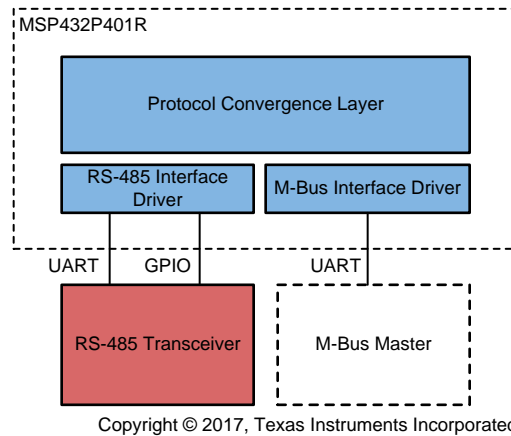 MSP432P401R
Protocol Convergence Layer
RS-485 Interface
Driver
M-Bus Interface Driver
UART GPIO UART
RS-485 Transceiver
M-Bus Master
Copyright © 2017, Texas Instruments Incorporated